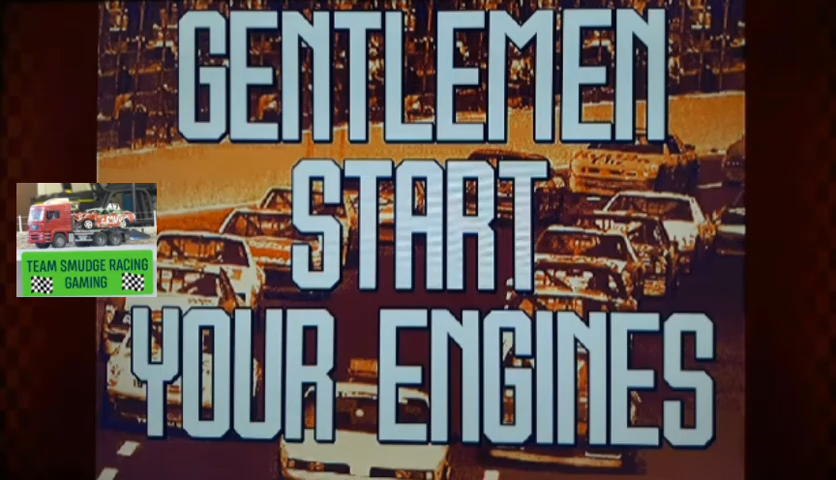 GENTLEMEN
START
YOUR ENGINES
TEAM SMUDGE RACING
GAMING